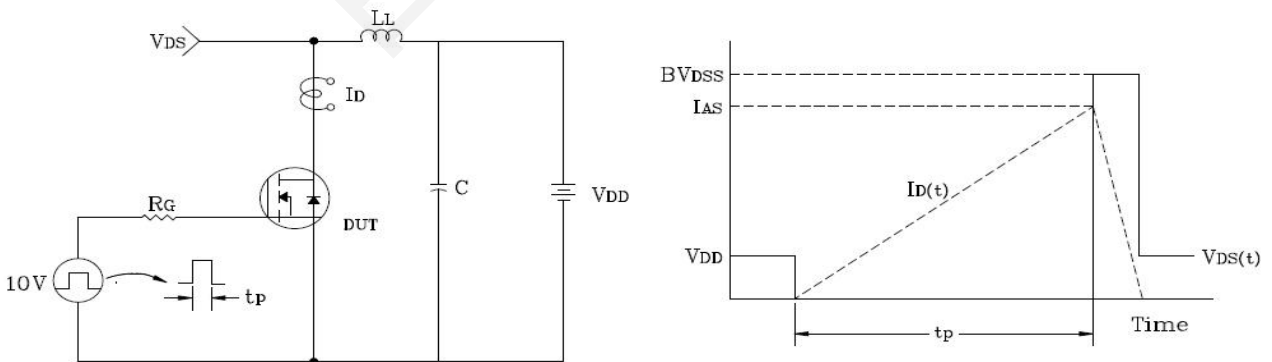 LL
VDS
ID
RG
DUT
C
VDD
10V
tp
BVDSS
IAS
ID(t)
VDD
VDS(t)
tp
Time